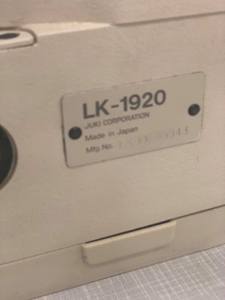 LK-1920
JUKI CORPORATION
Made in Japan
Mfg No.